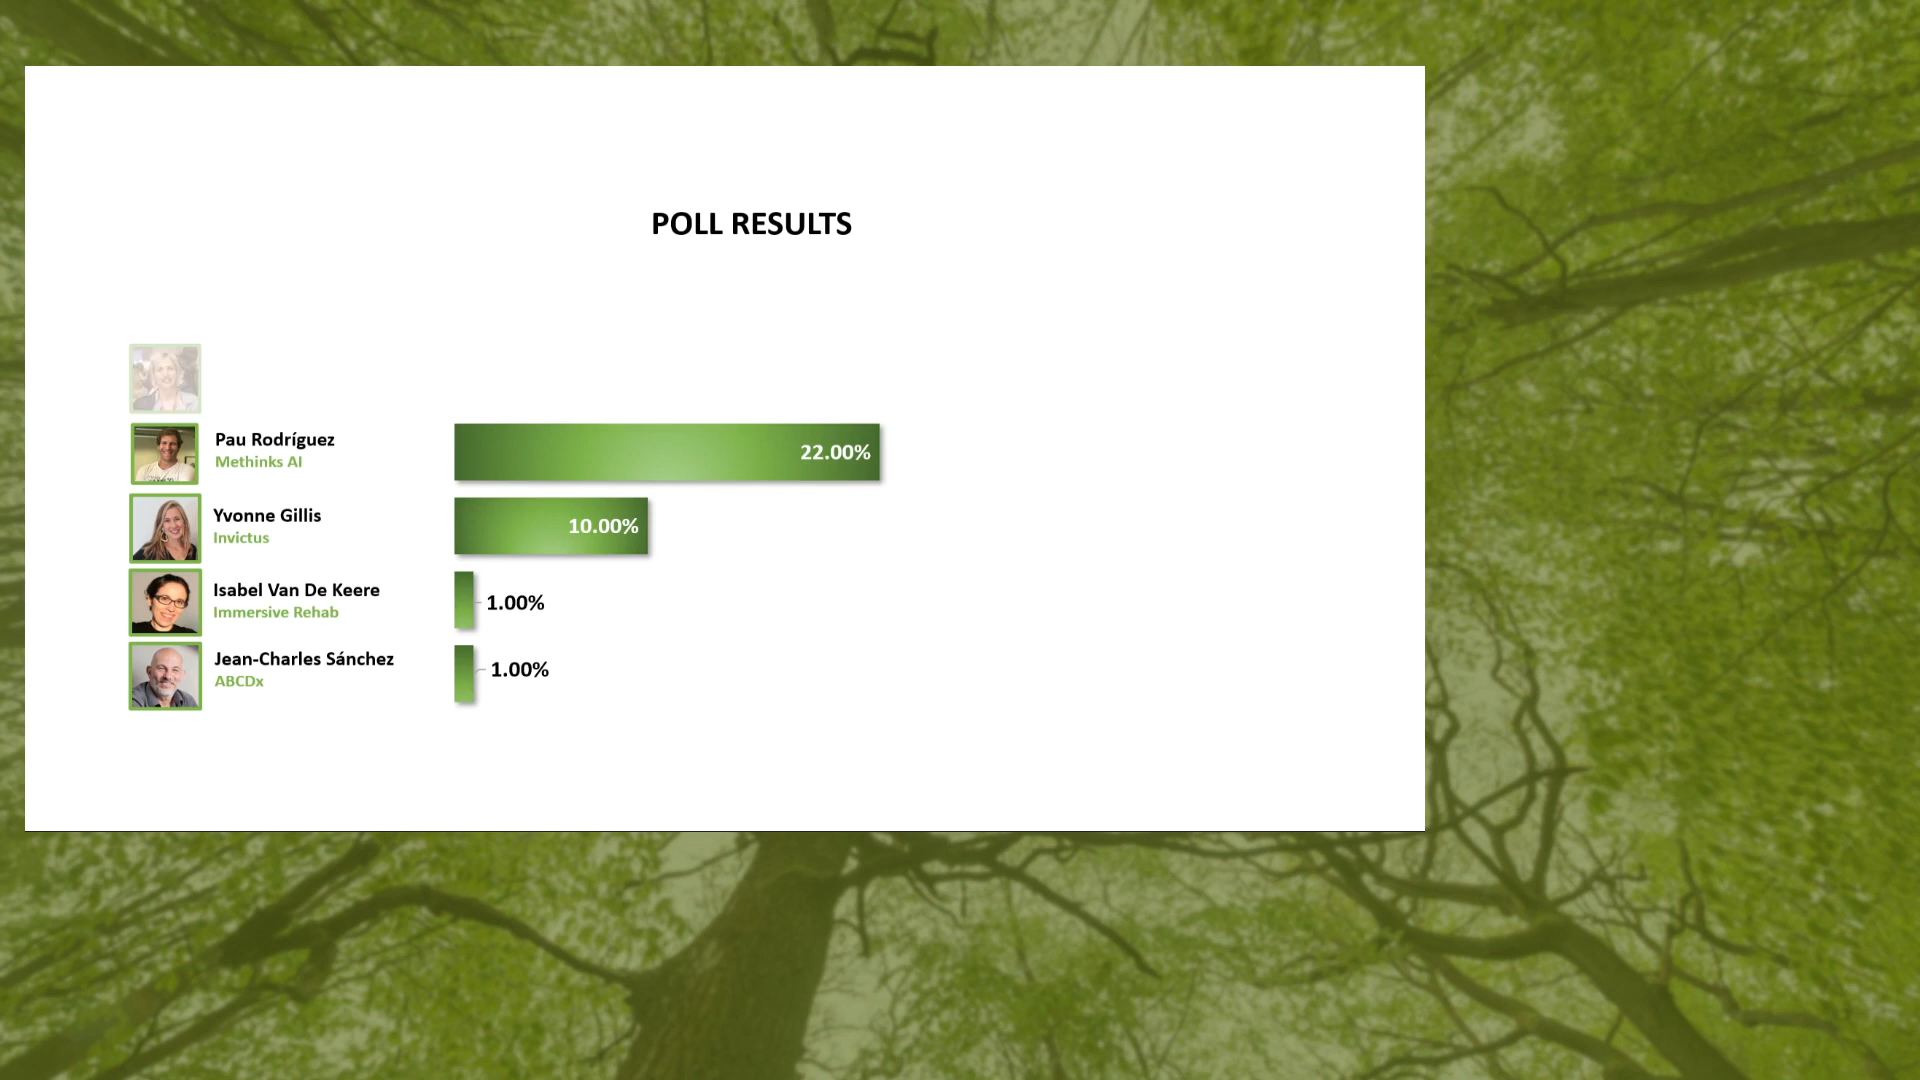 POLL RESULTS
Pau Rodríguez
Methinks AI
22.00%
Yvonne Gillis
Invictus
10.00%
Isabel Van De Keere
Immersive Rehab
1.00%
Jean-Charles Sánchez
ABCDx
1.00%